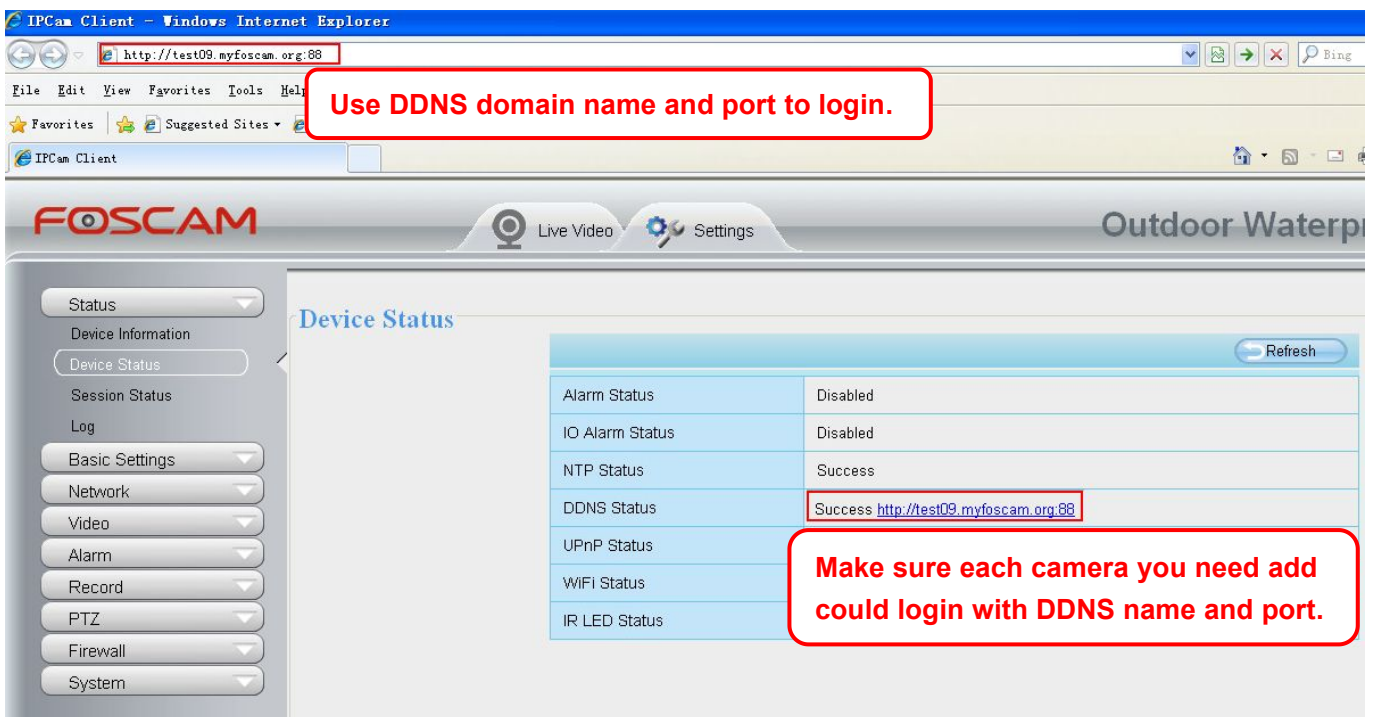 IPCam Client - Windows Internet Explorer
http://test09.myfoscam.org:88
Bing
File Edit View Favorites Tools Help
Use DDNS domain name and port to login.
Favorites Suggested Sites
IPCam Client
FOSCAM
Live Video
Settings
Outdoor Waterp
Status
Device Information
Device Status
Session Status
Log
Basic Settings
Network
Video
Alarm
Record
PTZ
Firewall
System
Device Status
Refresh
Alarm Status Disabled
IO Alarm Status Disabled
NTP Status Success
DDNS Status Success http://test09.myfoscam.org:88
UPnP Status
WiFi Status
IR LED Status
Make sure each camera you need add
could login with DDNS name and port.